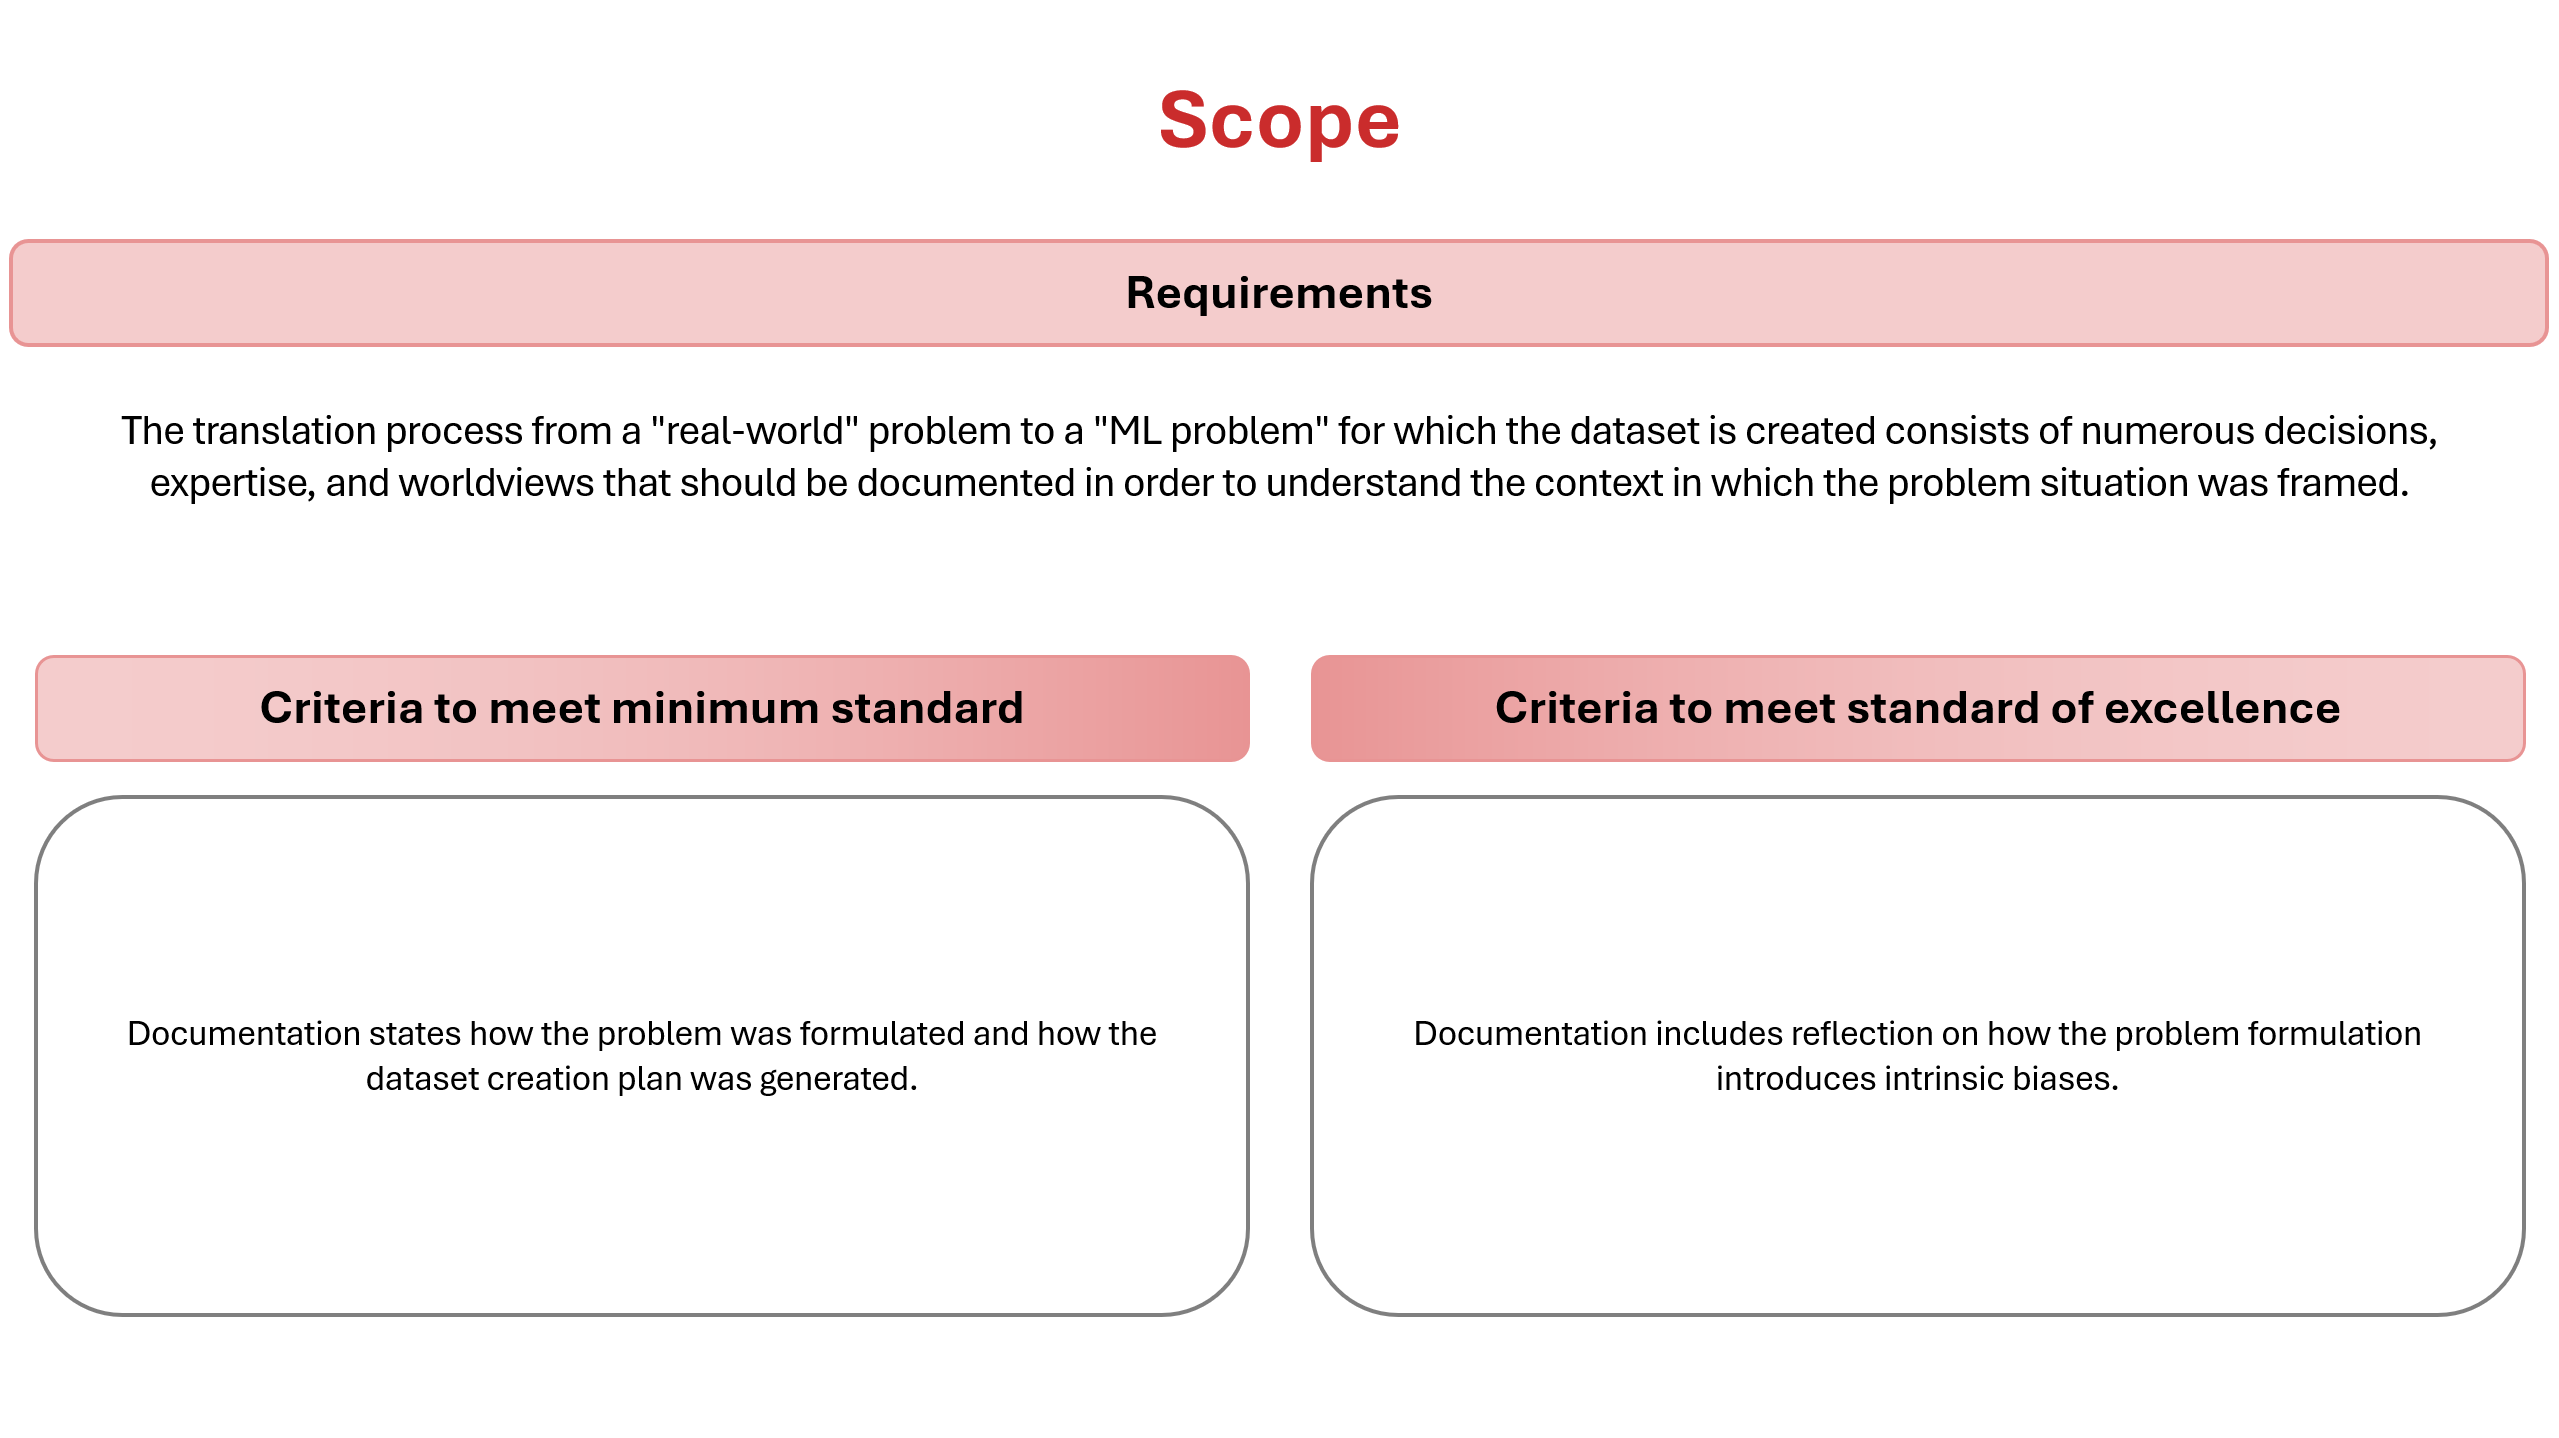 Scope
Requirements
The translation process from a "real-world" problem to a "ML problem" for which the dataset is created consists of numerous decisions,
expertise, and worldviews that should be documented in order to understand the context in which the problem situation was framed.
Criteria to meet minimum standard
Documentation states how the problem was formulated and how the
dataset creation plan was generated.
Criteria to meet standard of excellence
Documentation includes reflection on how the problem formulation
introduces intrinsic biases.